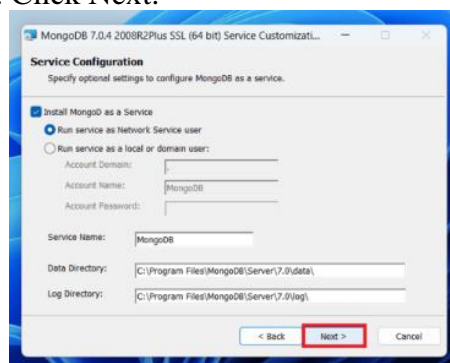 Click Next.
MongoDB 7.0.4 2008R2Plus SSL (64 bit) Service Customizati...
Service Configuration
Specify optional settings to configure MongoDB as a service.
Install MongoD as a Service
Run service as Network Service user
Run service as a local or domain user:
Account Domain: .
Account Name: MongoDB
Account Password:
Service Name: MongoDB
Data Directory: C:\Program Files\MongoDB\Server\7.0\data\
Log Directory: C:\Program Files\MongoDB\Server\7.0\log\
< Back Next > Cancel